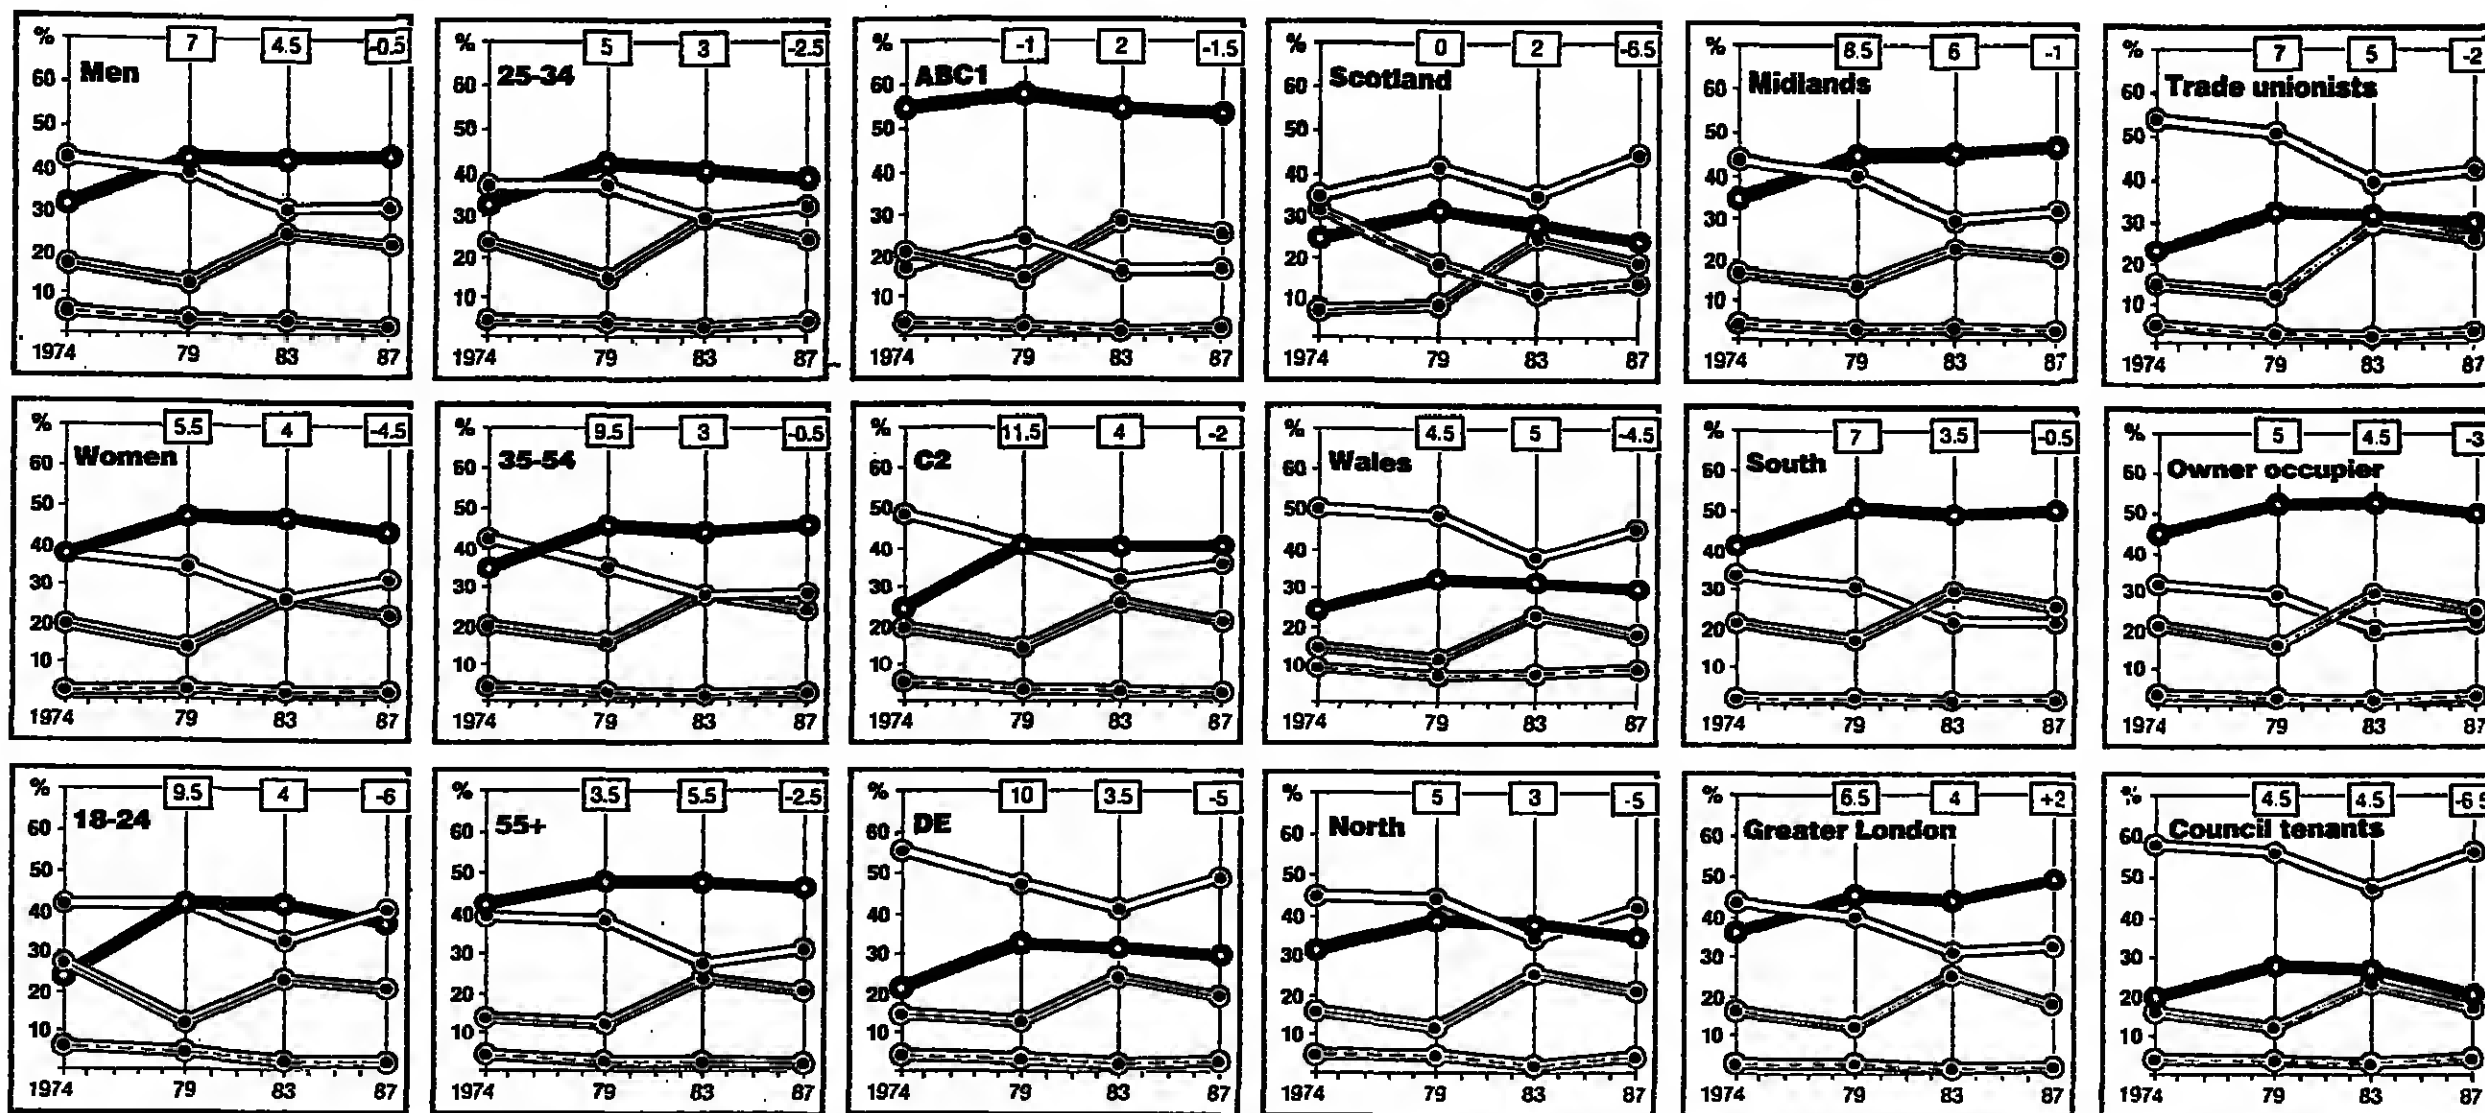 % 7 4.5 -0.5
Men
60
50
40
30
20
10
1974 79 83 87
% 5 3 -2.5
25-34
60
50
40
30
20
10
1974 79 83 87
% -1 2 -1.5
ABC1
60
50
40
30
20
10
1974 79 83 87
% 0 2 -6.5
Scotland
60
50
40
30
20
10
1974 79 83 87
% 8.5 6 -1
Midlands
60
50
40
30
20
10
1974 79 83 87
% 7 5 -2
Trade unionists
60
50
40
30
20
10
1974 79 83 87
% 5.5 4 -4.5
Women
60
50
40
30
20
10
1974 79 83 87
% 9.5 3 -0.5
35-54
60
50
40
30
20
10
1974 79 83 87
% 11.5 4 -2
C2
60
50
40
30
20
10
1974 79 83 87
% 4.5 5 -4.5
Wales
60
50
40
30
20
10
1974 79 83 87
% 7 3.5 -0.5
South
60
50
40
30
20
10
1974 79 83 87
% 5 4.5 -3
Owner occupier
60
50
40
30
20
10
1974 79 83 87
% 9.5 4 -6
18-24
60
50
40
30
20
10
1974 79 83 87
% 3.5 5.5 -2.5
55+
60
50
40
30
20
10
1974 79 83 87
% 10 3.5 -5
DE
60
50
40
30
20
10
1974 79 83 87
% 5 3 -5
North
60
50
40
30
20
10
1974 79 83 87
% 6.5 4 +2
Greater London
60
50
40
30
20
10
1974 79 83 87
% 4.5 4.5 -6.5
Council tenants
60
50
40
30
20
10
1974 79 83 87